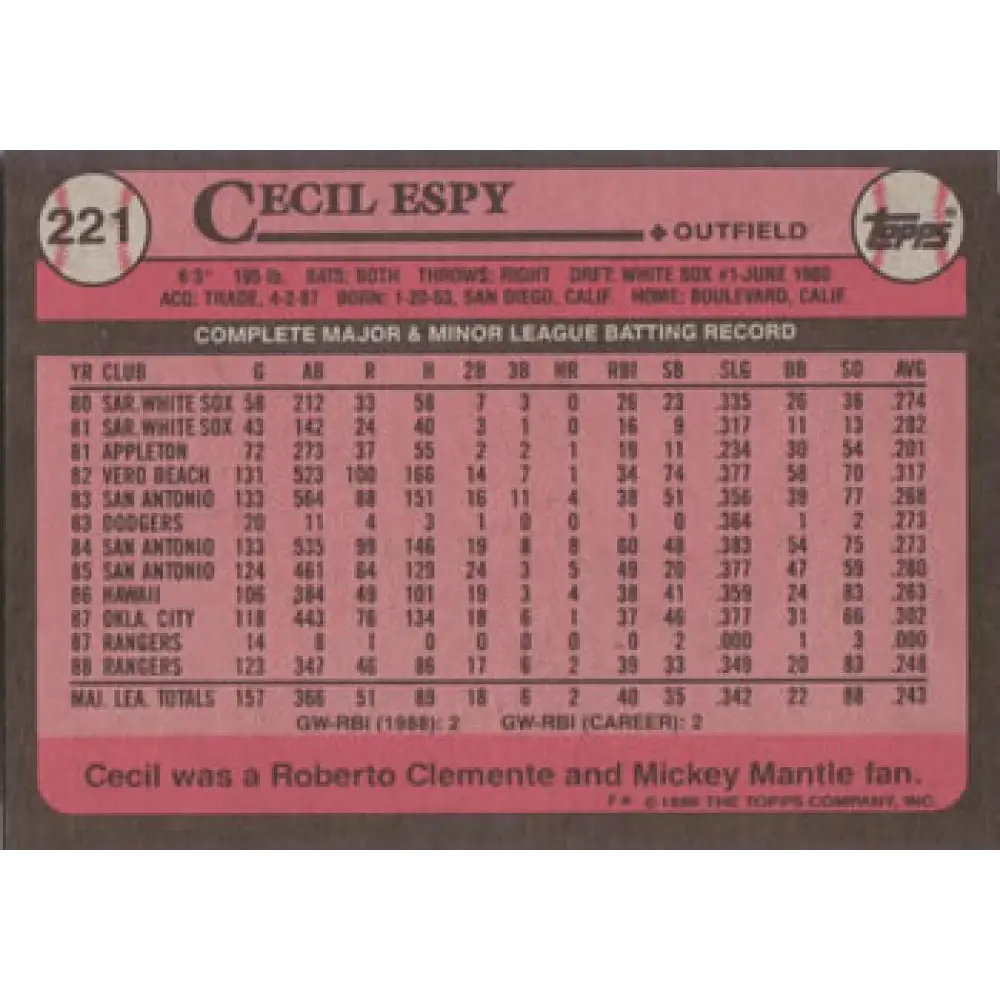 221 CECIL ESPY
OUTFIELD TOPPS®
6'3" 195 lb. BATS: BOTH THROWS: RIGHT DRFT: WHITE SOX #1-JUNE 1980
ACQ: TRADE, 4-2-87 BORN: 1-20-63, SAN DIEGO, CALIF. HOME: BOULEVARD, CALIF.
COMPLETE MAJOR & MINOR LEAGUE BATTING RECORD
YR CLUB G AB R H 2B 3B HR RBI SB SLG BB SO AVG
80 SAR. WHITE SOX 58 212 33 58 7 3 0 26 23 .335 26 36 .274
81 SAR. WHITE SOX 43 142 24 40 3 1 0 16 9 .317 11 13 .282
81 APPLETON 72 273 37 55 2 2 1 19 11 .234 30 54 .201
82 VERO BEACH 131 523 100 166 14 7 1 34 74 .377 58 70 .317
83 SAN ANTONIO 133 564 88 151 16 11 4 38 51 .356 39 77 .268
83 DODGERS 20 11 4 3 1 0 0 1 0 .364 1 2 .273
84 SAN ANTONIO 133 535 99 146 19 8 8 60 48 .383 54 75 .273
85 SAN ANTONIO 124 461 64 129 24 3 5 49 20 .377 47 59 .280
86 HAWAII 106 384 49 101 19 3 4 38 41 .359 24 83 .263
87 OKLA. CITY 118 443 76 134 18 6 1 37 46 .377 31 66 .302
87 RANGERS 14 8 1 0 0 0 0 0 2 .000 1 3 .000
88 RANGERS 123 347 46 86 17 6 2 39 33 .349 20 83 .248
MAJ. LEA. TOTALS 157 366 51 89 18 6 2 40 35 .342 22 88 .243
GW-RBI (1988): 2 GW-RBI (CAREER): 2
Cecil was a Roberto Clemente and Mickey Mantle fan.
F* © 1989 THE TOPPS COMPANY, INC.